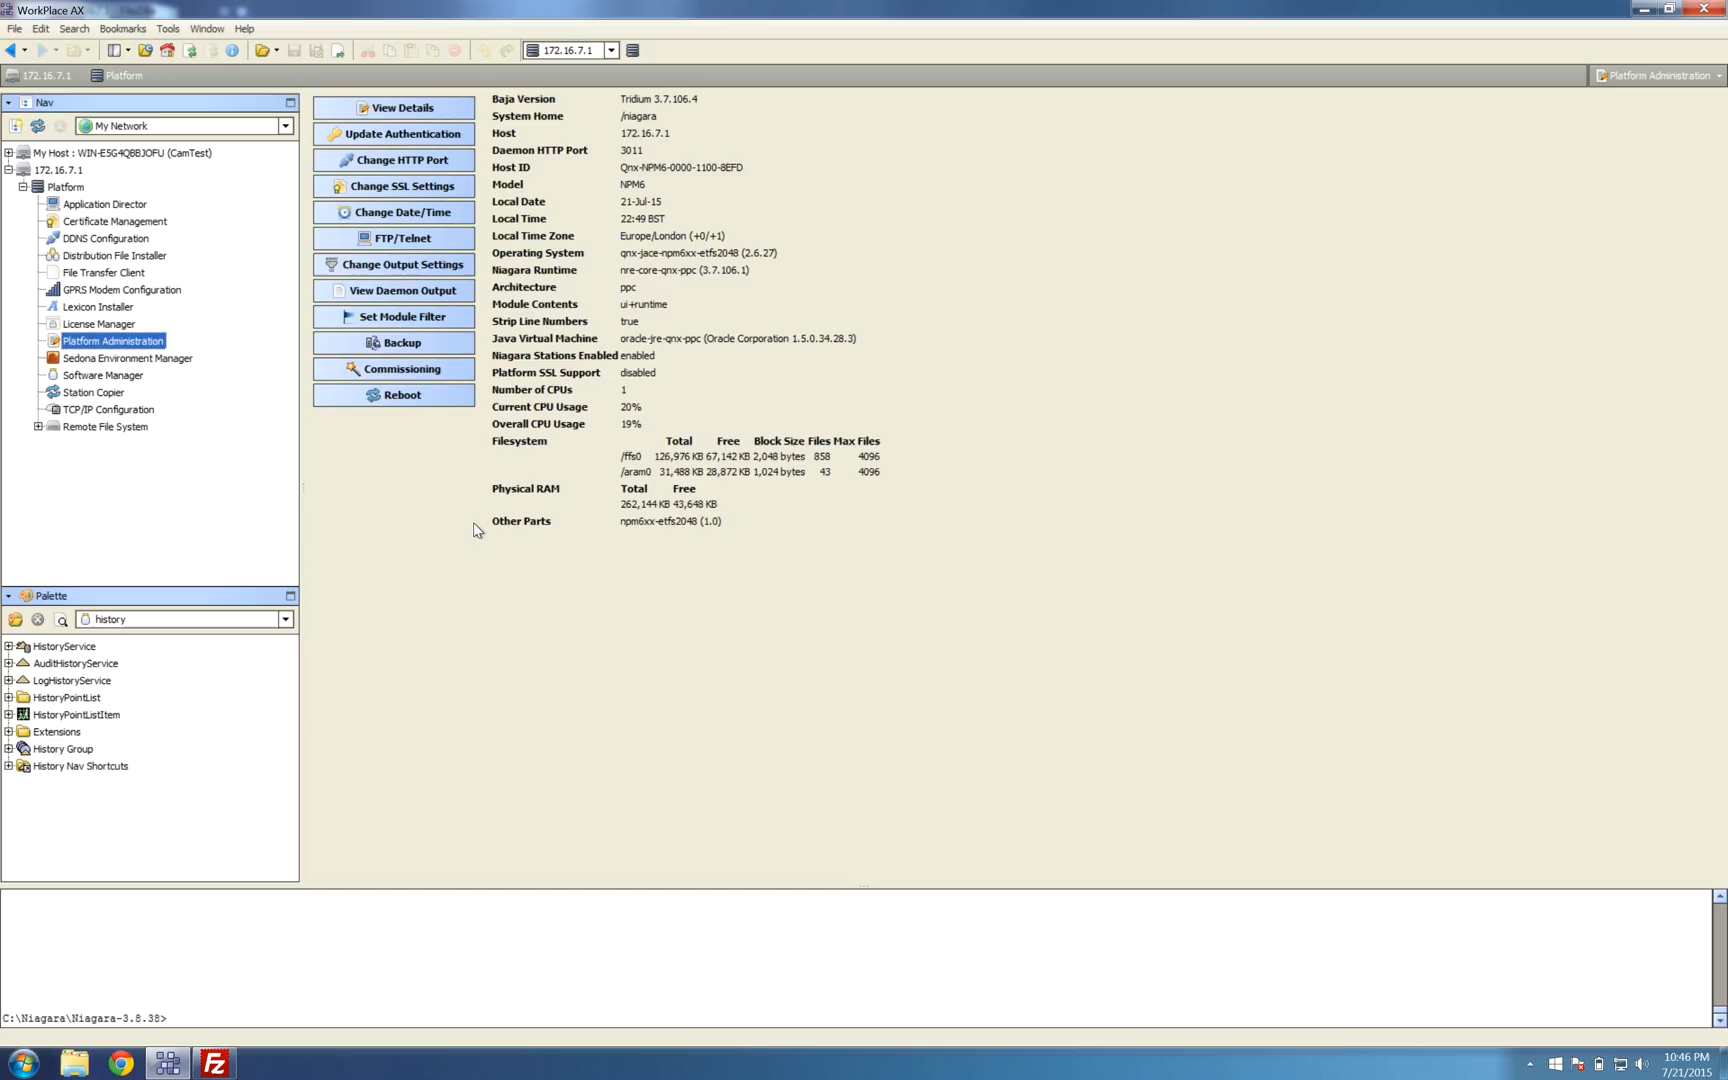 WorkPlace AX
File Edit Search Bookmarks Tools Window Help
172.16.7.1
172.16.7.1 Platform Platform Administration
Nav
My Network
My Host : WIN-E5G4QBBJOFU (CamTest)
172.16.7.1
Platform
Application Director
Certificate Management
DDNS Configuration
Distribution File Installer
File Transfer Client
GPRS Modem Configuration
Lexicon Installer
License Manager
Platform Administration
Sedona Environment Manager
Software Manager
Station Copier
TCP/IP Configuration
Remote File System
View Details
Update Authentication
Change HTTP Port
Change SSL Settings
Change Date/Time
FTP/Telnet
Change Output Settings
View Daemon Output
Set Module Filter
Backup
Commissioning
Reboot
Baja Version Tridium 3.7.106.4
System Home /niagara
Host 172.16.7.1
Daemon HTTP Port 3011
Host ID Qnx-NPM6-0000-1100-8EFD
Model NPM6
Local Date 21-Jul-15
Local Time 22:49 BST
Local Time Zone Europe/London (+0/+1)
Operating System qnx-jace-npm6xx-etfs2048 (2.6.27)
Niagara Runtime nre-core-qnx-ppc (3.7.106.1)
Architecture ppc
Module Contents ui+runtime
Strip Line Numbers true
Java Virtual Machine oracle-jre-qnx-ppc (Oracle Corporation 1.5.0.34.28.3)
Niagara Stations Enabled enabled
Platform SSL Support disabled
Number of CPUs 1
Current CPU Usage 20%
Overall CPU Usage 19%
Filesystem Total Free Block Size Files Max Files
/ffs0 126,976 KB 67,142 KB 2,048 bytes 858 4096
/aram0 31,488 KB 28,872 KB 1,024 bytes 43 4096
Physical RAM Total Free
262,144 KB 43,648 KB
Other Parts npm6xx-etfs2048 (1.0)
Palette
history
HistoryService
AuditHistoryService
LogHistoryService
HistoryPointList
HistoryPointListItem
Extensions
History Group
History Nav Shortcuts
C:\Niagara\Niagara-3.8.38>
10:46 PM
7/21/2015